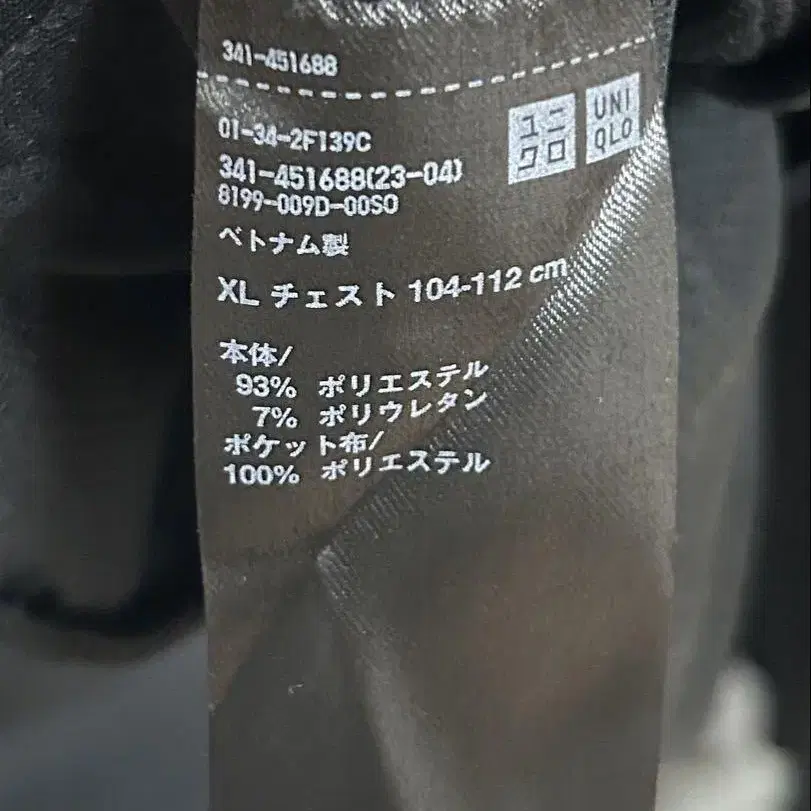 341-451688
ユニ
クロ
UNI
QLO
01-34-2F139C
341-451688(23-04)
8199-009D-00SO
ベトナム製
XL チェスト 104-112 cm
本体/
93% ポリエステル
7% ポリウレタン
ポケット布/
100% ポリエステル